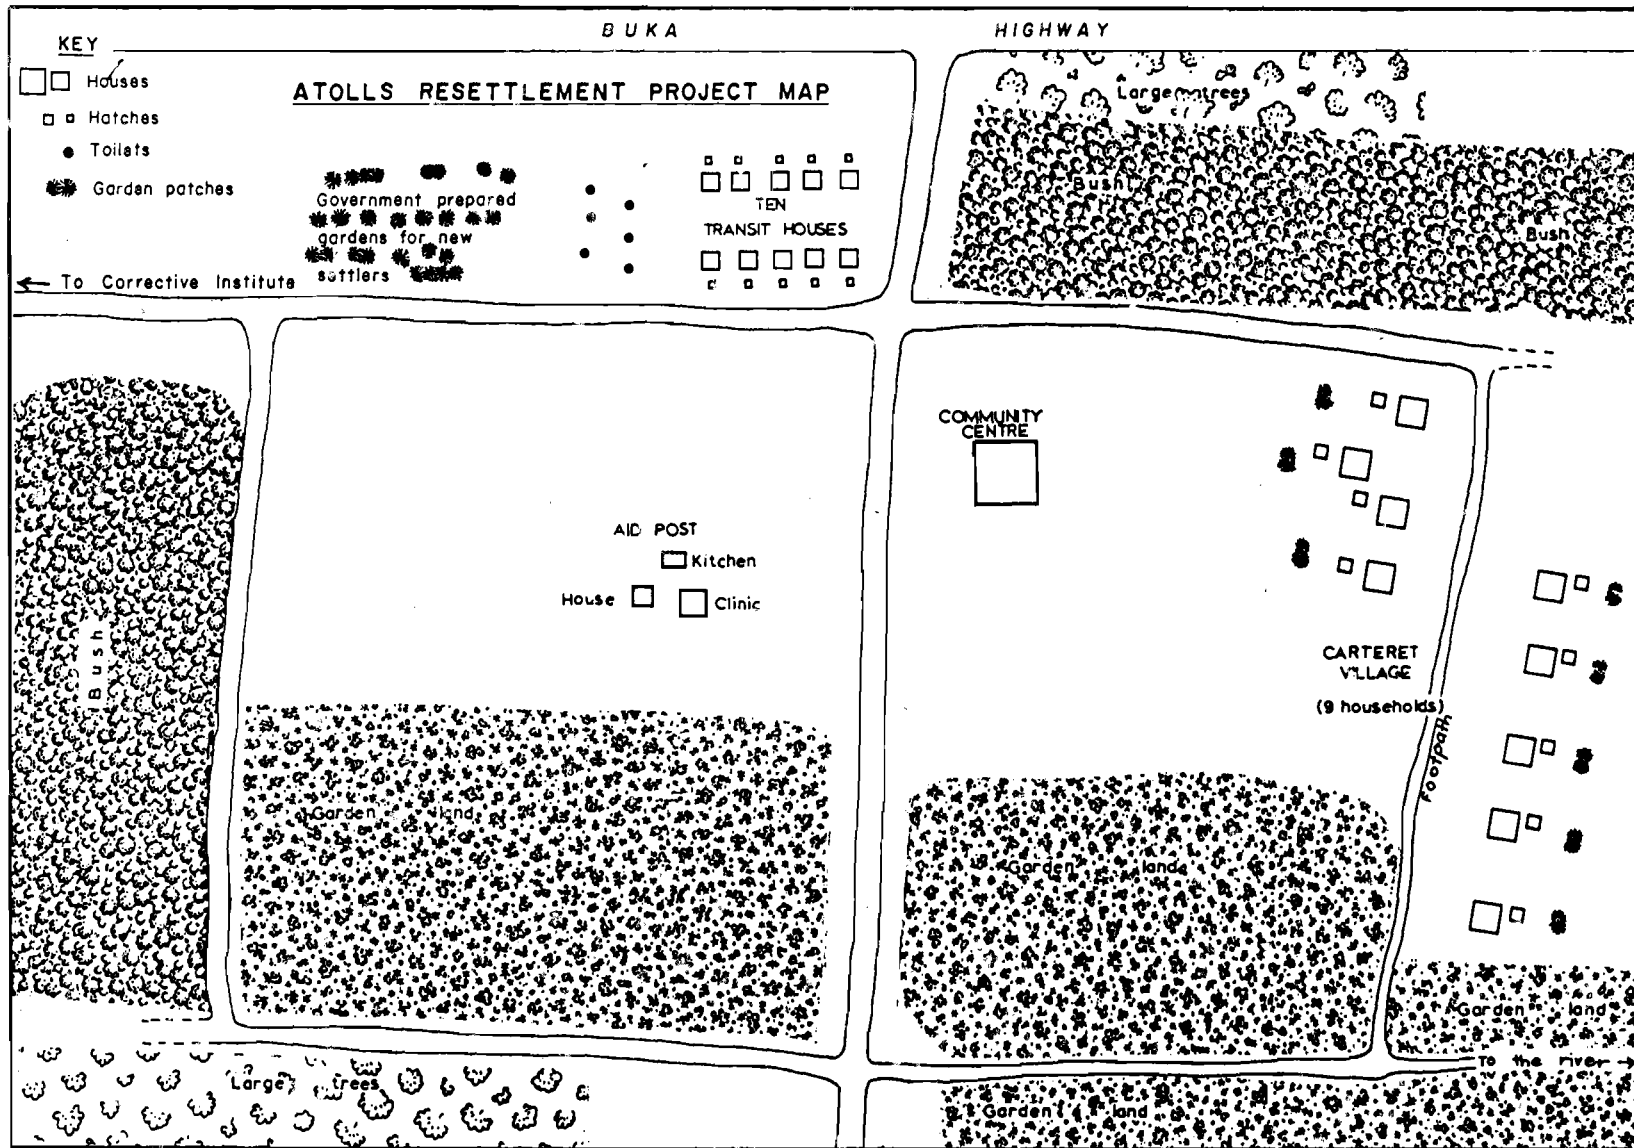 BUKA HIGHWAY
KEY
Houses
Hatches
Toilets
Garden patches
ATOLLS RESETTLEMENT PROJECT MAP
Large trees
Government prepared
gardens for new
settlers
TEN
TRANSIT HOUSES
Bush
Bush
← To Corrective Institute
COMMUNITY
CENTRE
AID POST
Kitchen
House
Clinic
Bush
CARTERET
VILLAGE
(9 households)
Footpath
Garden land
Garden land
Garden land
To the river →
Large trees
Garden land